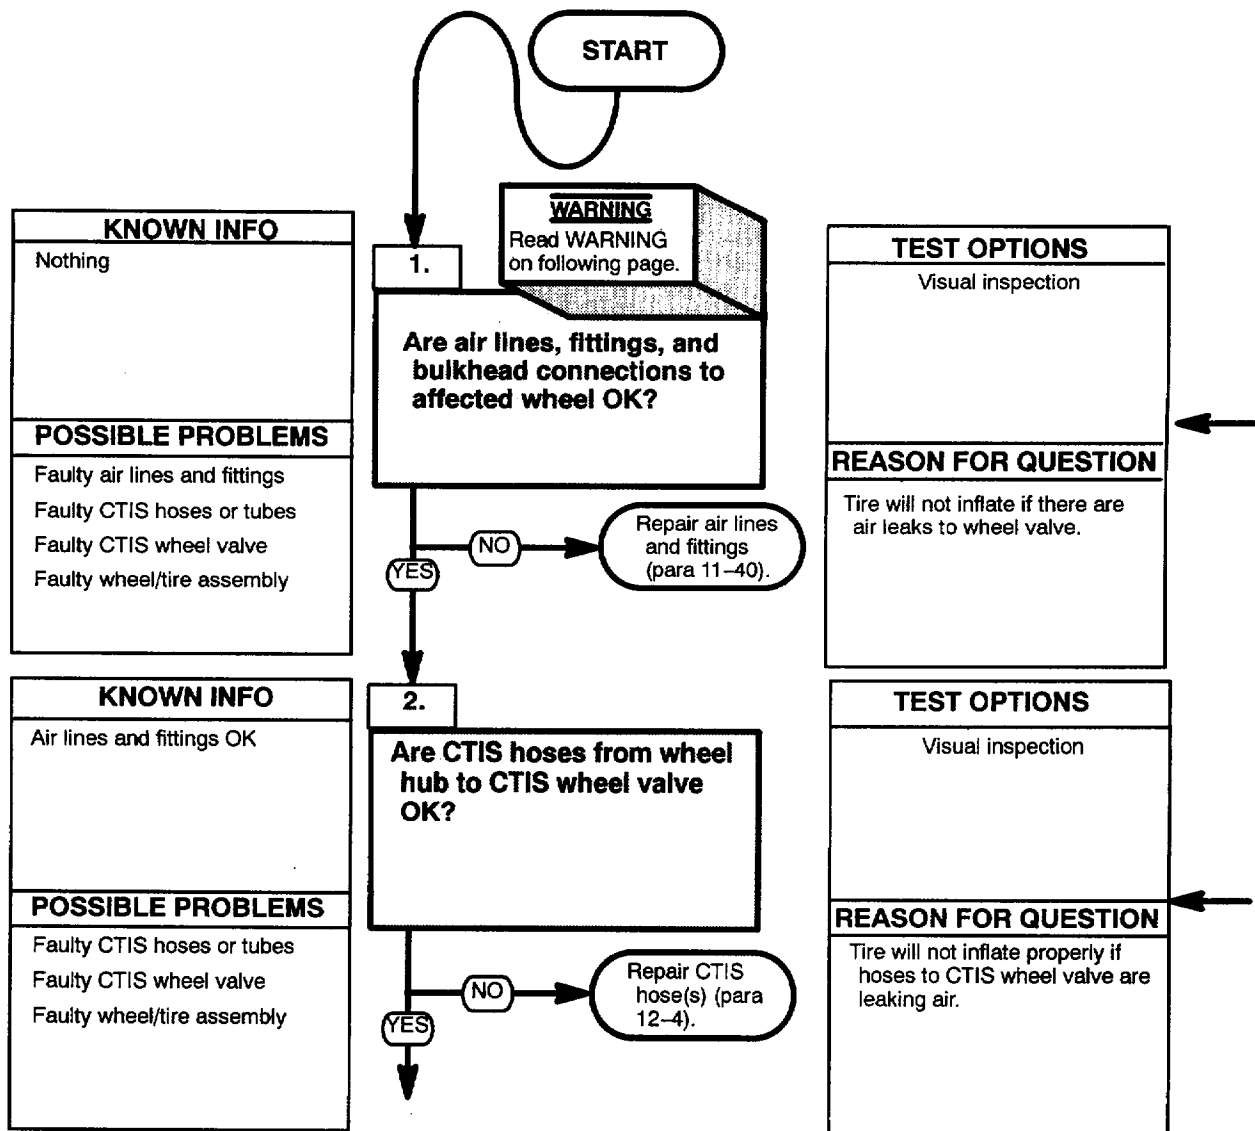 START
WARNING
Read WARNING
on following page.
KNOWN INFO
Nothing
POSSIBLE PROBLEMS
Faulty air lines and fittings
Faulty CTIS hoses or tubes
Faulty CTIS wheel valve
Faulty wheel/tire assembly
1.
Are air lines, fittings, and
bulkhead connections to
affected wheel OK?
TEST OPTIONS
Visual inspection
REASON FOR QUESTION
Tire will not inflate if there are
air leaks to wheel valve.
NO
Repair air lines
and fittings
(para 11–40).
YES
KNOWN INFO
Air lines and fittings OK
POSSIBLE PROBLEMS
Faulty CTIS hoses or tubes
Faulty CTIS wheel valve
Faulty wheel/tire assembly
2.
Are CTIS hoses from wheel
hub to CTIS wheel valve
OK?
TEST OPTIONS
Visual inspection
REASON FOR QUESTION
Tire will not inflate properly if
hoses to CTIS wheel valve are
leaking air.
NO
Repair CTIS
hose(s) (para
12–4).
YES